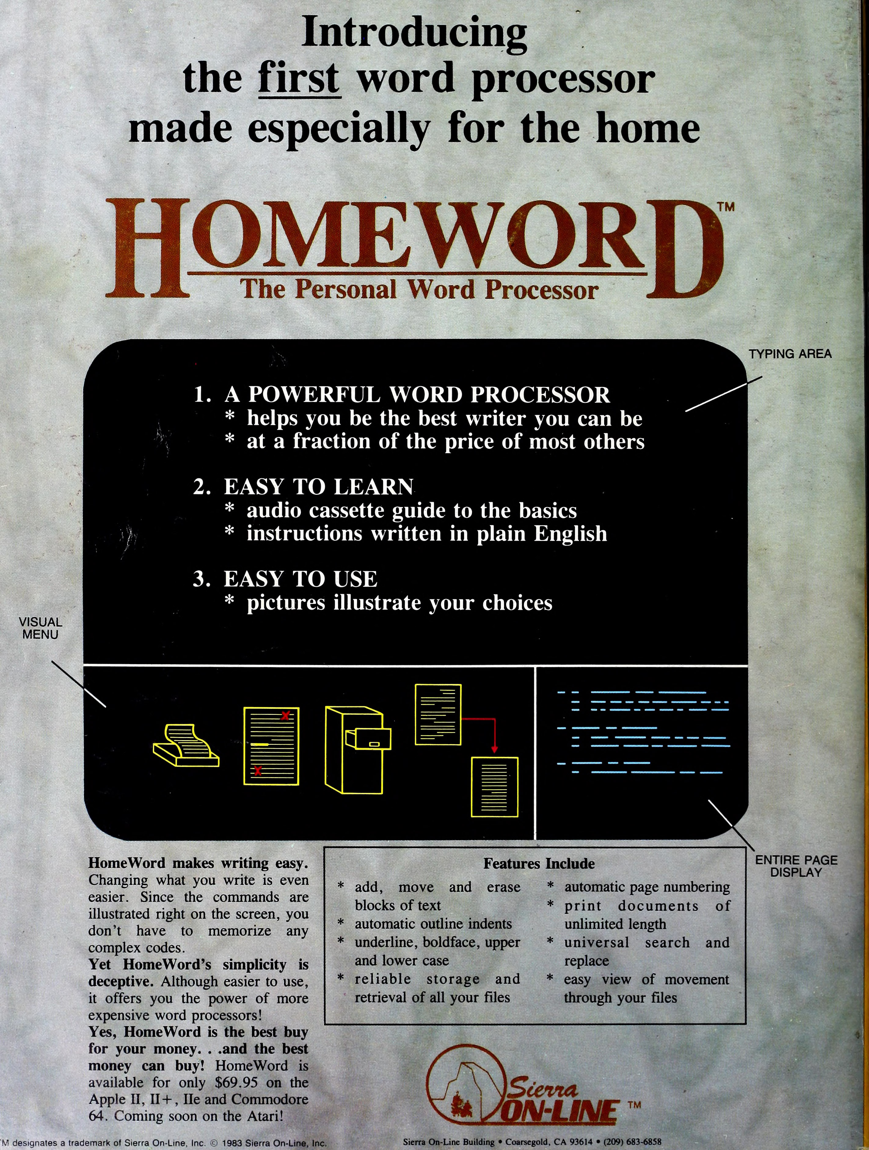 Introducing
the first word processor
made especially for the home
HOMEWORD™
The Personal Word Processor
TYPING AREA
1. A POWERFUL WORD PROCESSOR
* helps you be the best writer you can be
* at a fraction of the price of most others
2. EASY TO LEARN
* audio cassette guide to the basics
* instructions written in plain English
3. EASY TO USE
* pictures illustrate your choices
VISUAL
MENU
ENTIRE PAGE
DISPLAY
HomeWord makes writing easy.
Changing what you write is even
easier. Since the commands are
illustrated right on the screen, you
don't have to memorize any
complex codes.
Yet HomeWord's simplicity is
deceptive. Although easier to use,
it offers you the power of more
expensive word processors!
Yes, HomeWord is the best buy
for your money. . .and the best
money can buy! HomeWord is
available for only $69.95 on the
Apple II, II+, IIe and Commodore
64. Coming soon on the Atari!
Features Include
* add, move and erase
blocks of text
* automatic outline indents
* underline, boldface, upper
and lower case
* reliable storage and
retrieval of all your files
* automatic page numbering
* print documents of
unlimited length
* universal search and
replace
* easy view of movement
through your files
Sierra
ON-LINE ™
TM designates a trademark of Sierra On-Line, Inc. © 1983 Sierra On-Line, Inc.
Sierra On-Line Building • Coarsegold, CA 93614 • (209) 683-6858